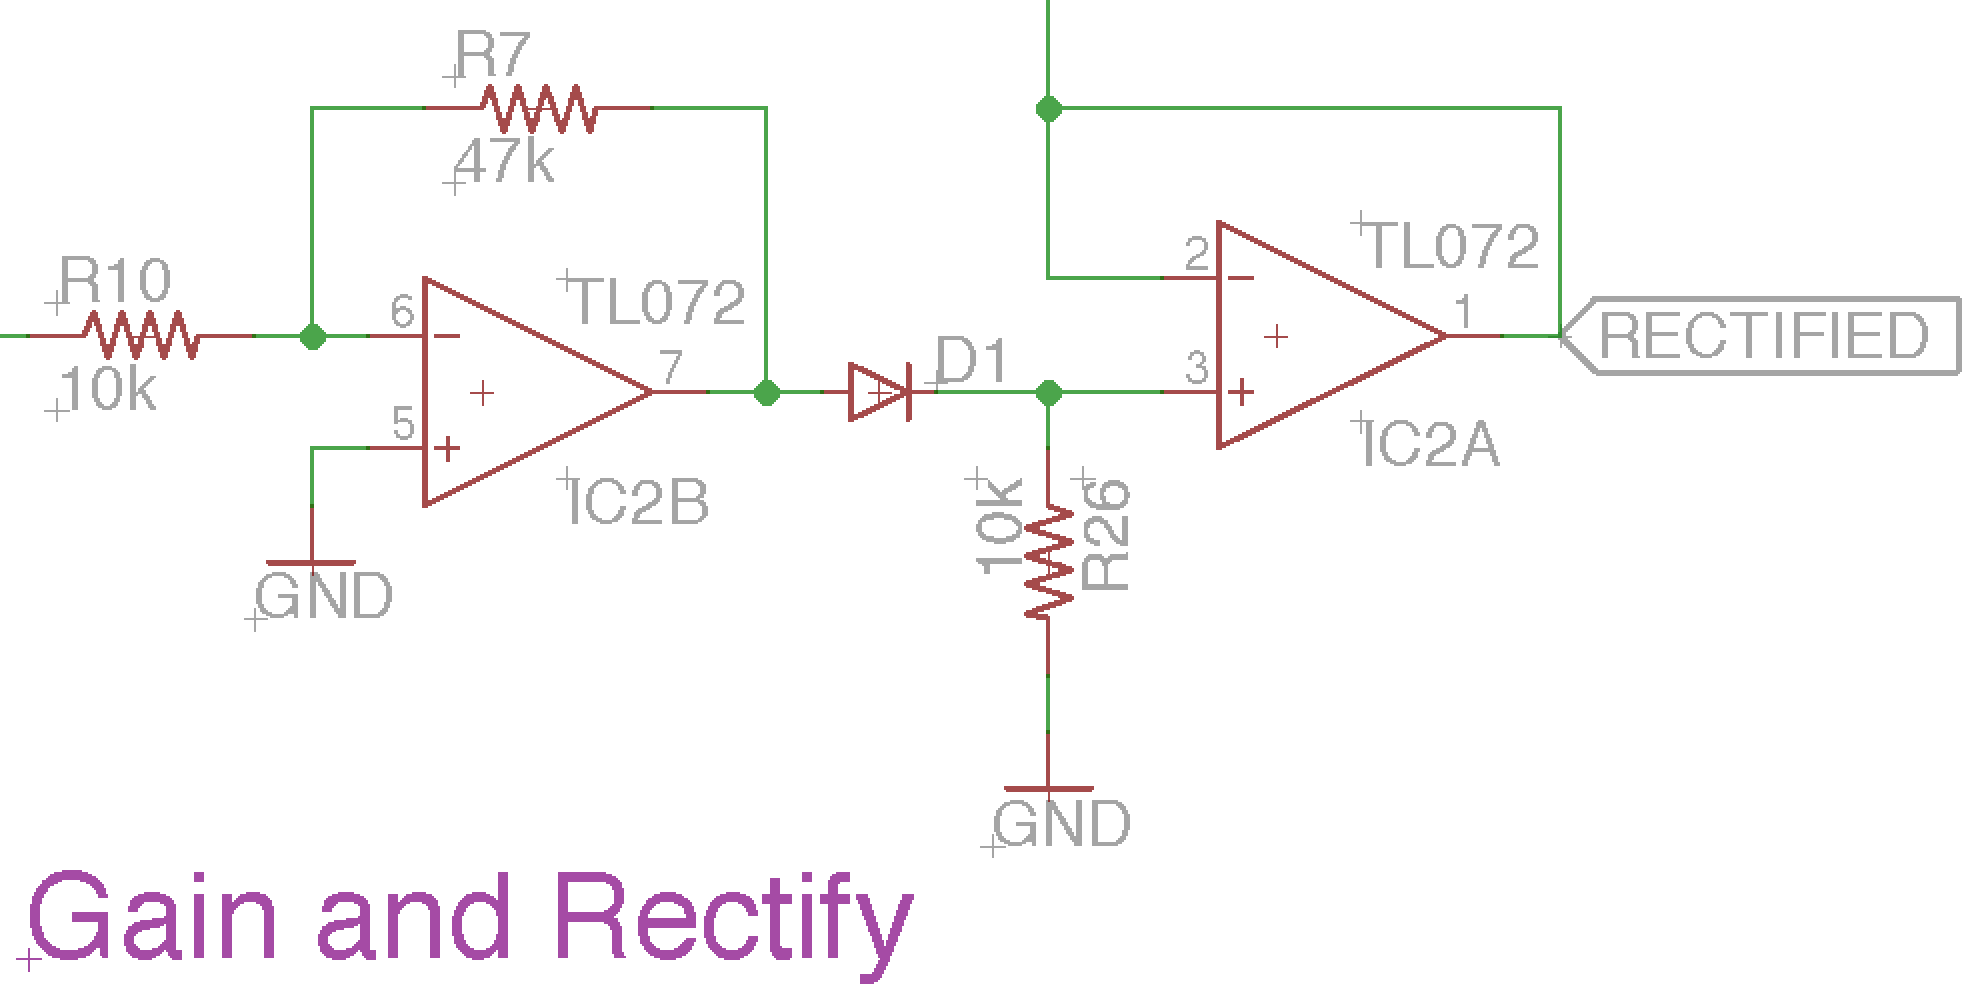 R7
47k
R10
10k
6
5
7
TL072
IC2B
GND
D1
2
3
1
TL072
IC2A
RECTIFIED
10k
R26
GND
Gain and Rectify